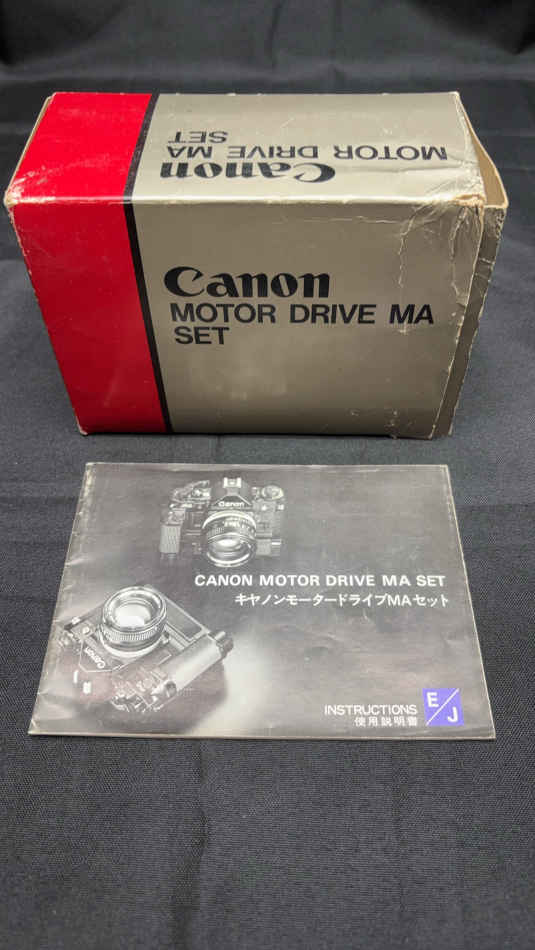 Canon
MOTOR DRIVE MA
SET
Canon
MOTOR DRIVE MA
SET
Canon
CANON MOTOR DRIVE MA SET
キヤノンモータードライブMAセット
Canon
INSTRUCTIONS
使用説明書
E/J